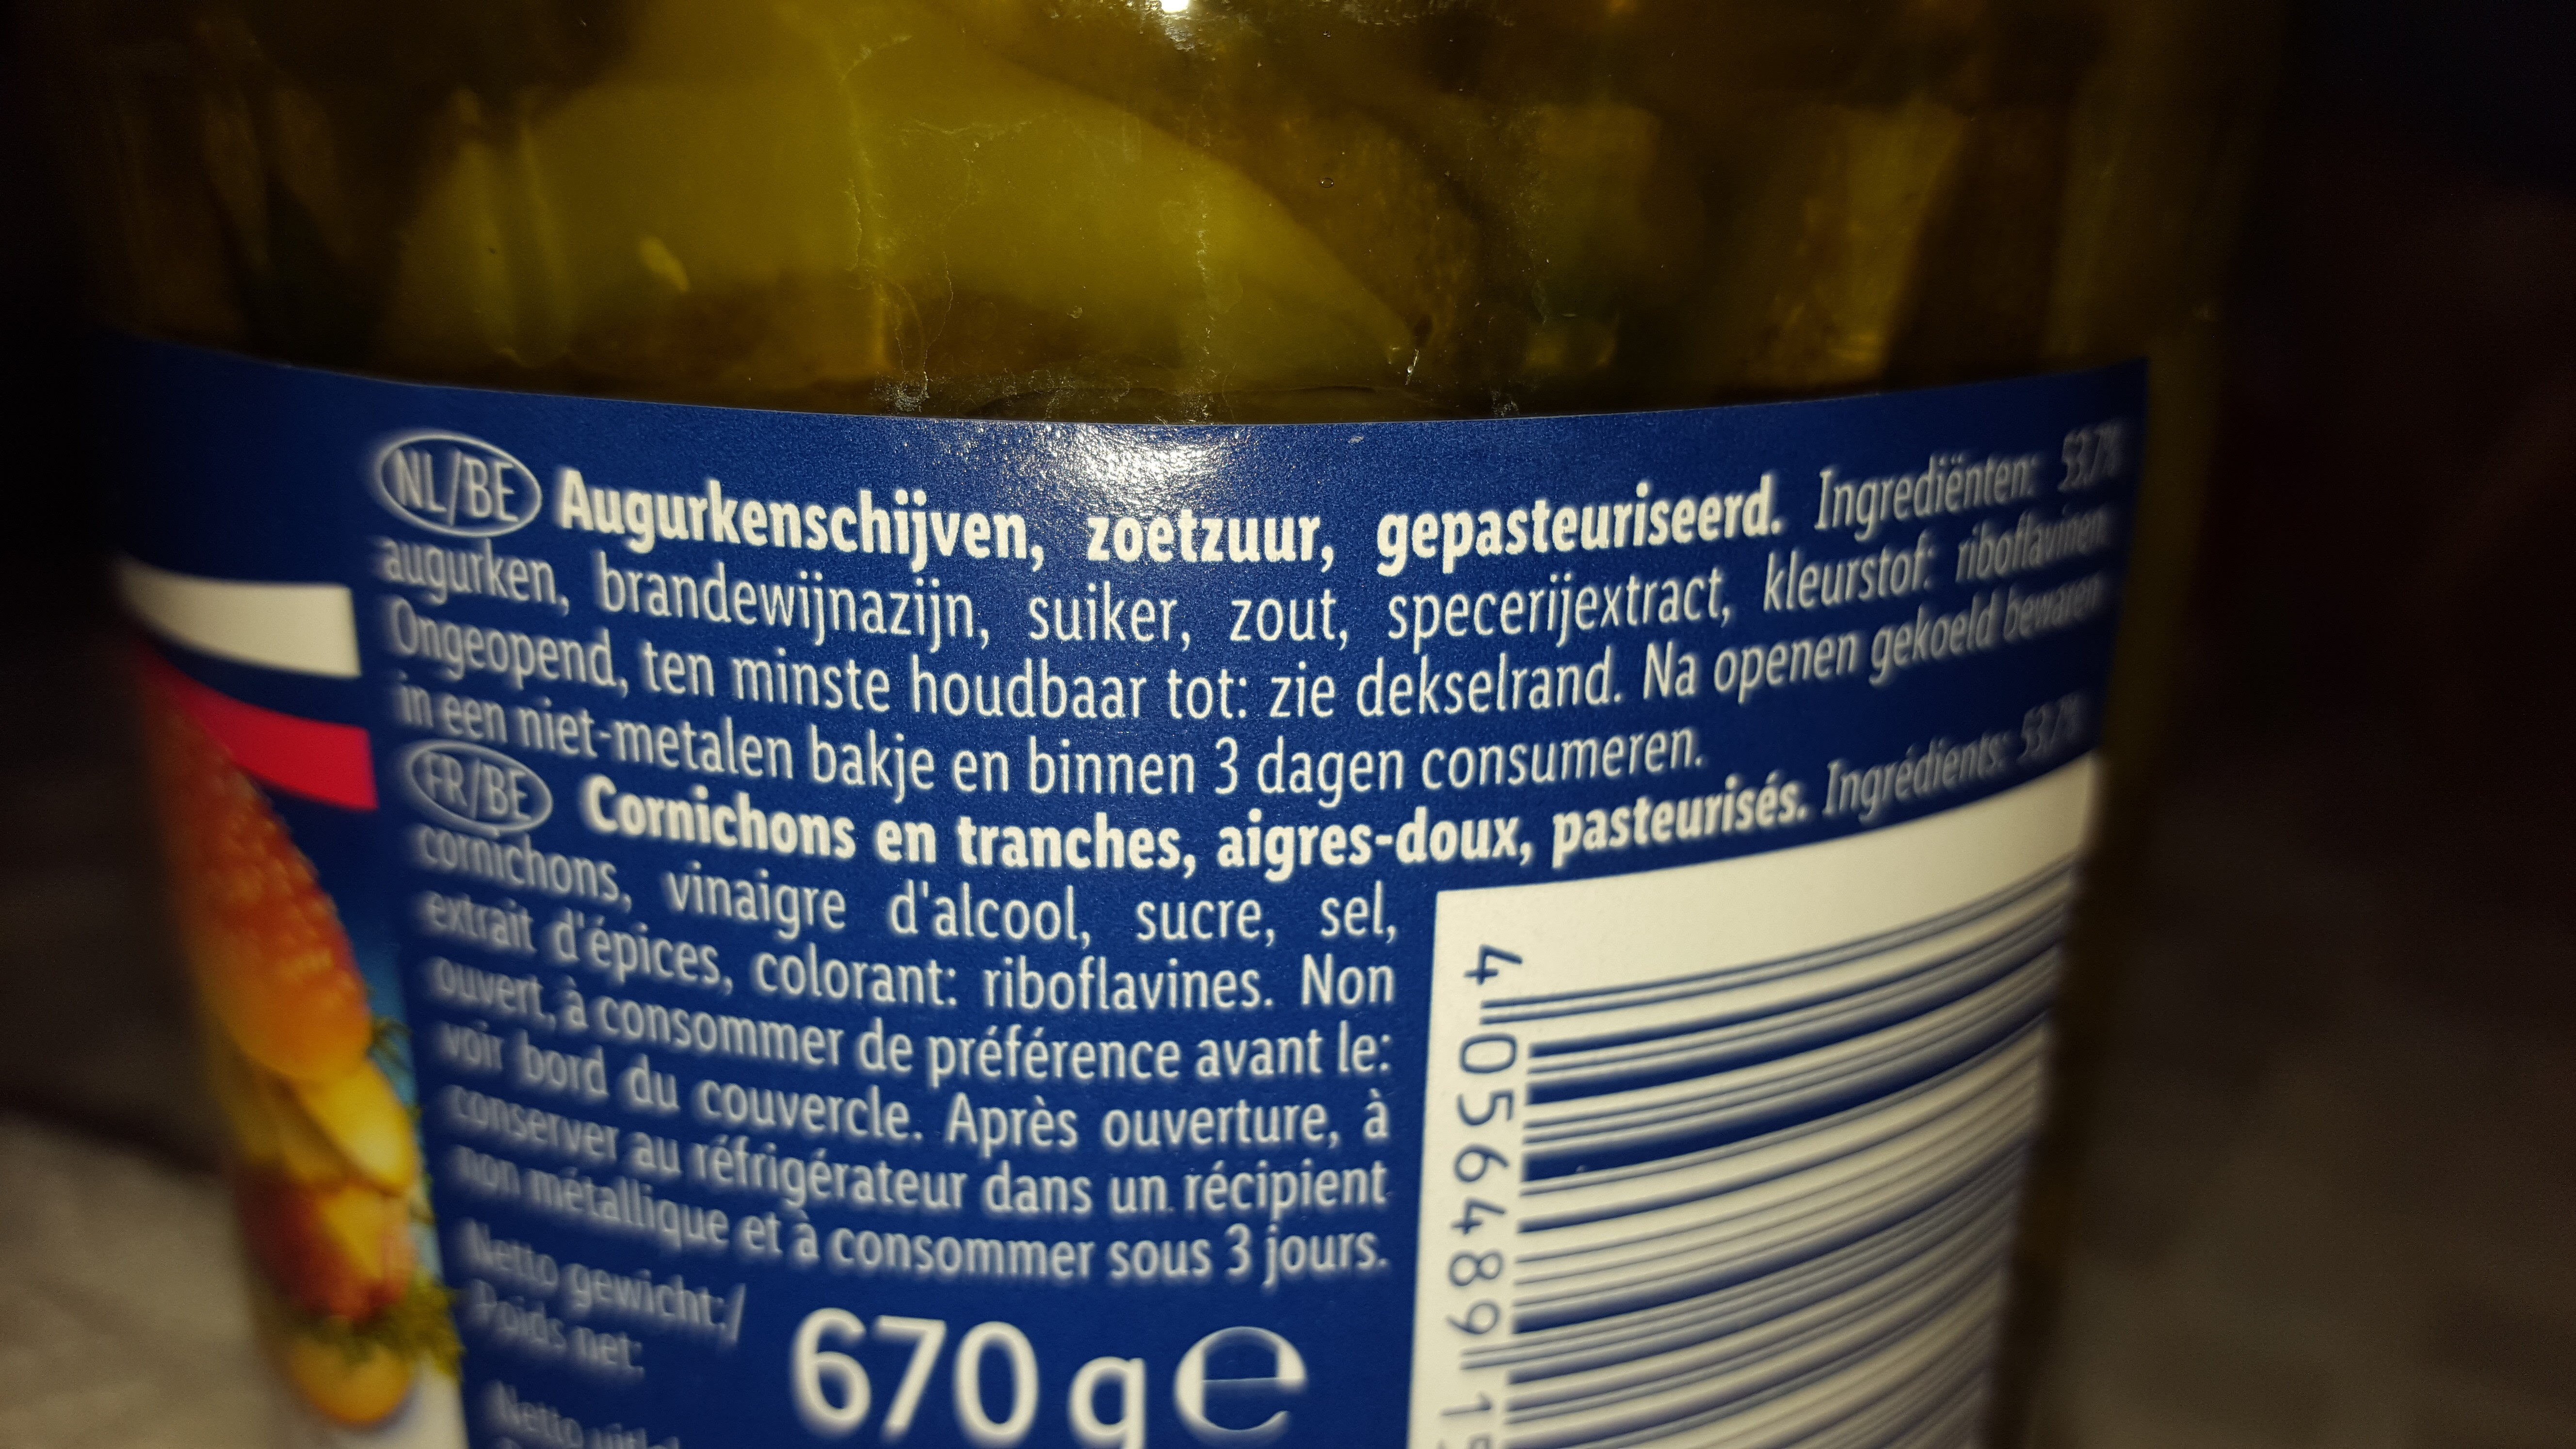 NL/BE Augurkenschijven, zoetzuur, gepasteuriseerd. Ingrediënten: 53,7%
augurken, brandewijnazijn, suiker, zout, specerijextract, kleurstof: riboflavinen.
Ongeopend, ten minste houdbaar tot: zie dekselrand. Na openen gekoeld bewaren
in een niet-metalen bakje en binnen 3 dagen consumeren.
FR/BE Cornichons en tranches, aigres-doux, pasteurisés. Ingrédients: 53,7%
cornichons, vinaigre d'alcool, sucre, sel,
extrait d'épices, colorant: riboflavines. Non
ouvert, à consommer de préférence avant le:
voir bord du couvercle. Après ouverture, à
conserver au réfrigérateur dans un récipient
non métallique et à consommer sous 3 jours.
Netto gewicht:/
Poids net:
670 g e
Netto
4 056489 1